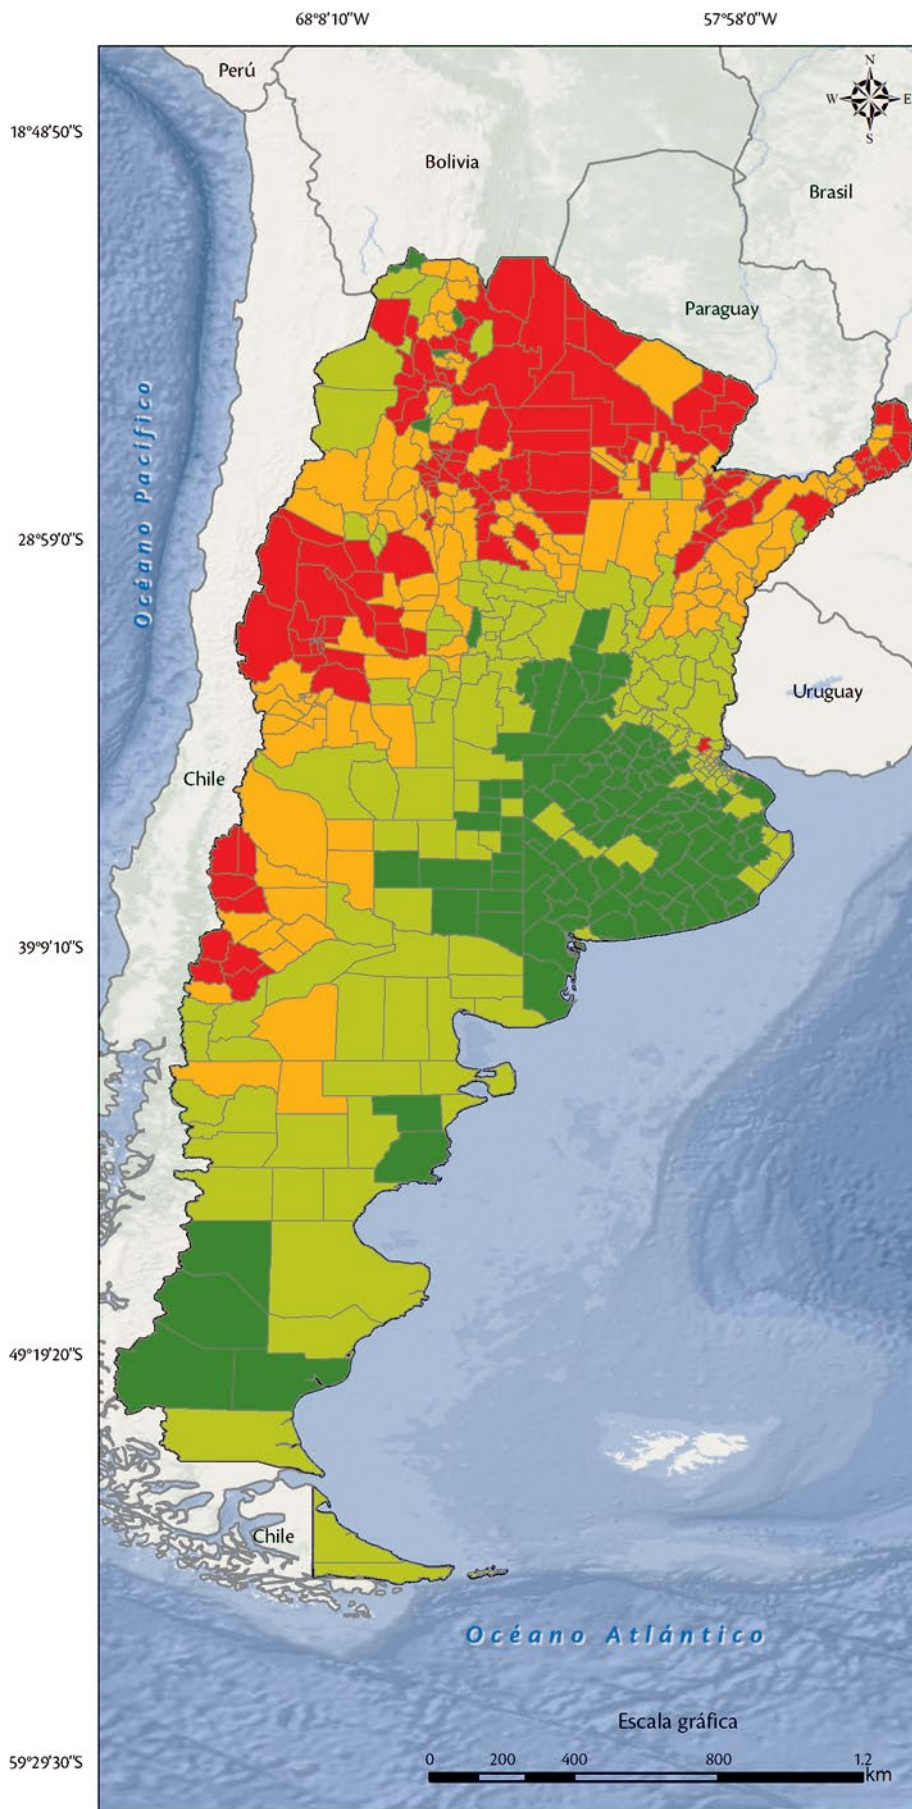 68°8'10"W 57°58'0"W
Perú
N
W E
S
18°48'50"S
Bolivia
Brasil
Paraguay
Océano Pacífico
28°59'0"S
Uruguay
Chile
39°9'10"S
49°19'20"S
Chile
Océano Atlántico
Escala gráfica
59°29'30"S
0 200 400 800 1.2
km